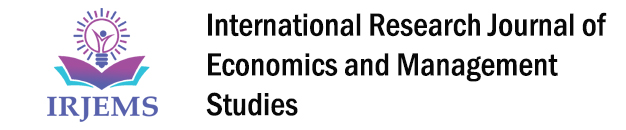 International Research Journal of
Economics and Management
Studies
IRJEMS